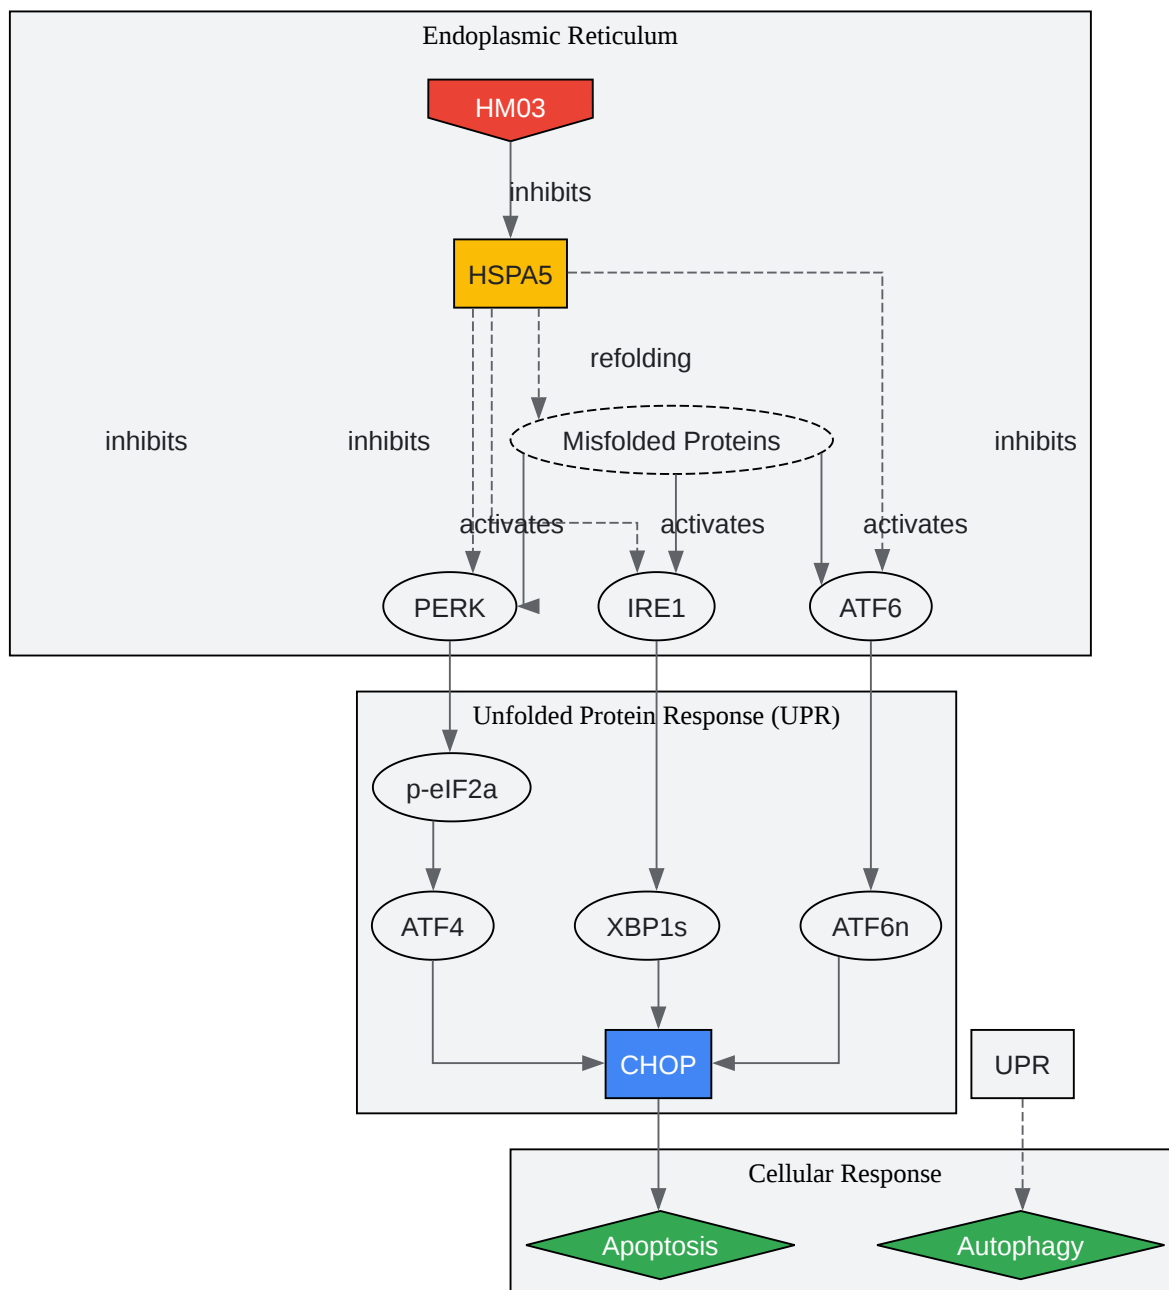 Endoplasmic Reticulum
HM03
inhibits
HSPA5
refolding
inhibits
inhibits
Misfolded Proteins
inhibits
activates
activates
activates
PERK
IRE1
ATF6
Unfolded Protein Response (UPR)
p-eIF2a
ATF4
XBP1s
ATF6n
CHOP
UPR
Cellular Response
Apoptosis
Autophagy